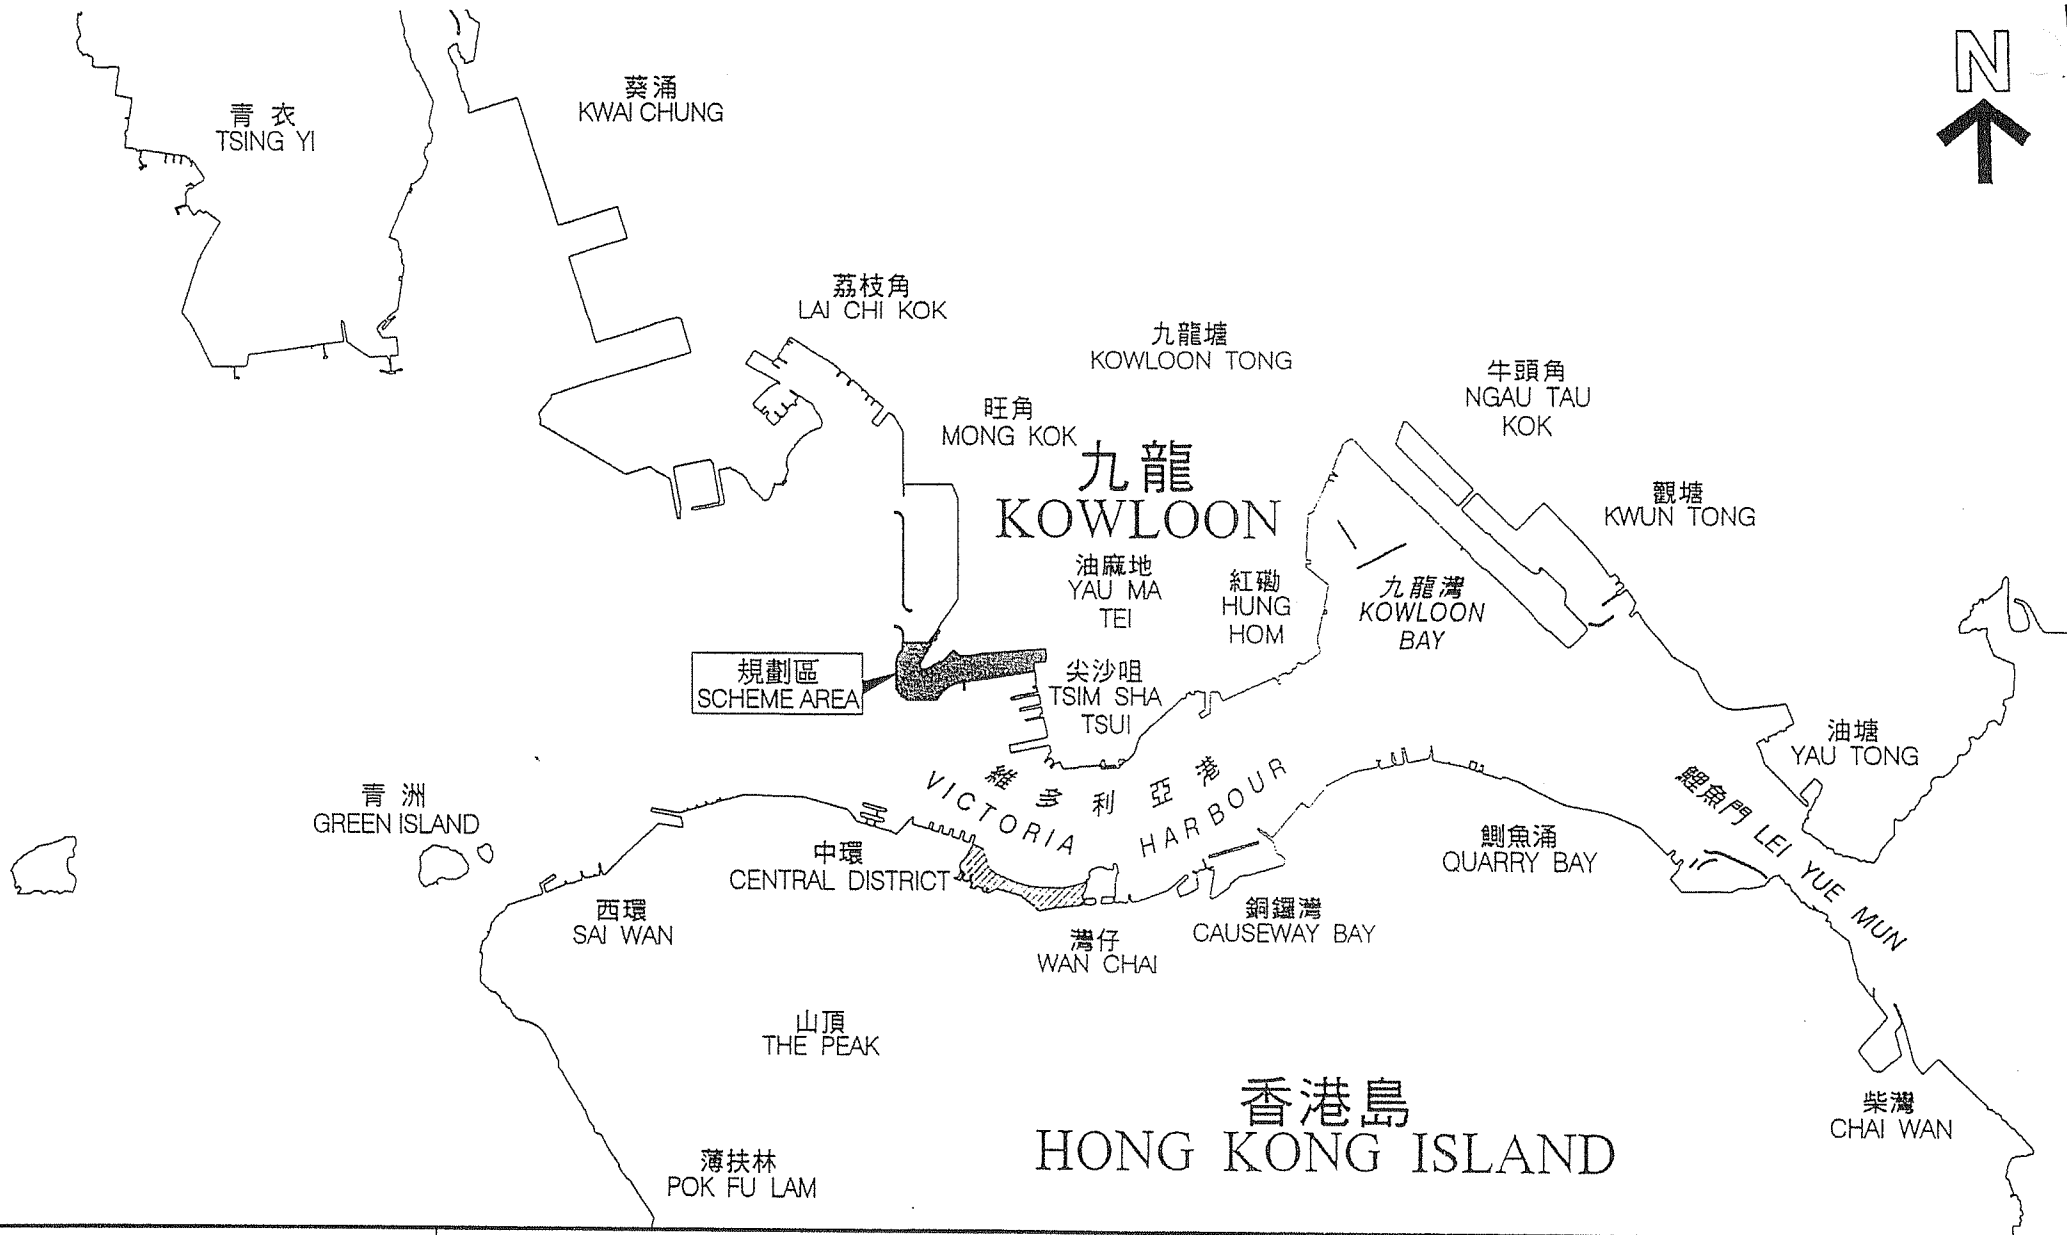 N
葵涌
KWAI CHUNG
青衣
TSING YI
荔枝角
LAI CHI KOK
九龍塘
KOWLOON TONG
牛頭角
NGAU TAU
KOK
旺角
MONG KOK
九龍
KOWLOON
觀塘
KWUN TONG
油麻地
YAU MA
TEI
紅磡
HUNG
HOM
九龍灣
KOWLOON
BAY
規劃區
SCHEME AREA
尖沙咀
TSIM SHA
TSUI
油塘
YAU TONG
維多利亞港
VICTORIA HARBOUR
鯉魚門 LEI YUE MUN
青洲
GREEN ISLAND
中環
CENTRAL DISTRICT
鰂魚涌
QUARRY BAY
西環
SAI WAN
銅鑼灣
CAUSEWAY BAY
灣仔
WAN CHAI
山頂
THE PEAK
香港島
HONG KONG ISLAND
柴灣
CHAI WAN
薄扶林
POK FU LAM